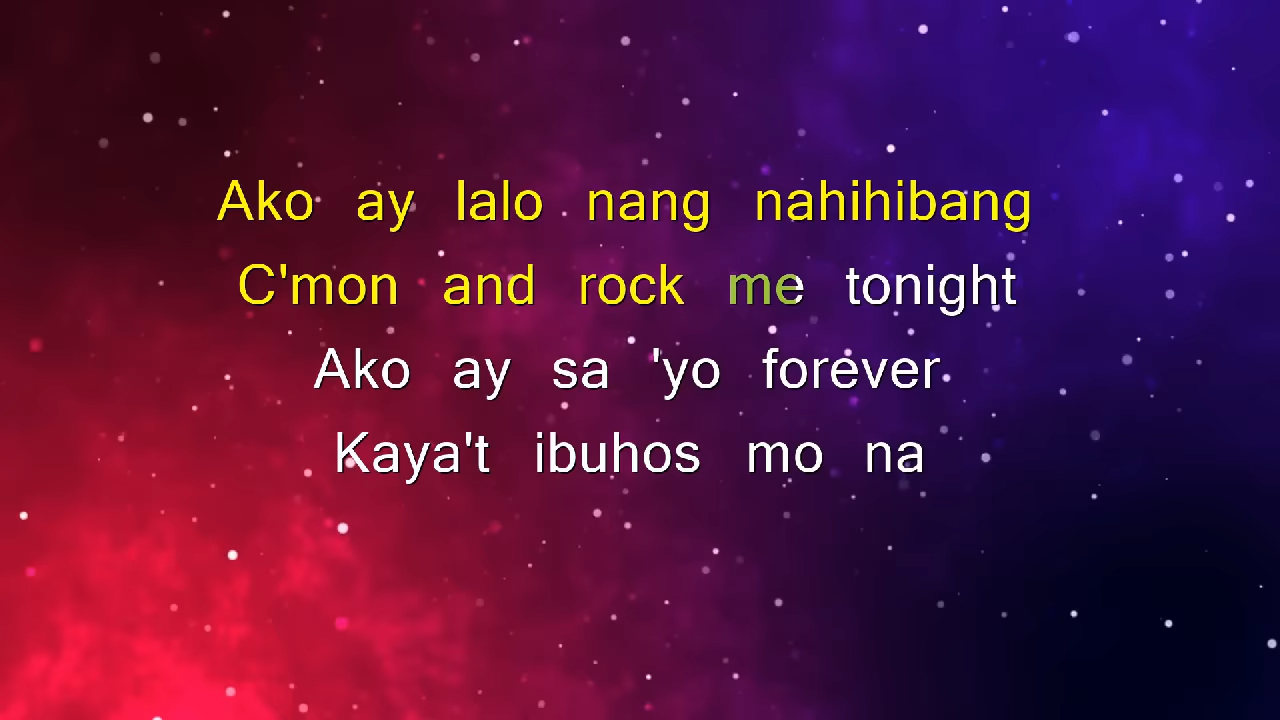 Ako ay lalo nang nahihibang
C'mon and rock me tonight
Ako ay sa 'yo forever
Kaya't ibuhos mo na